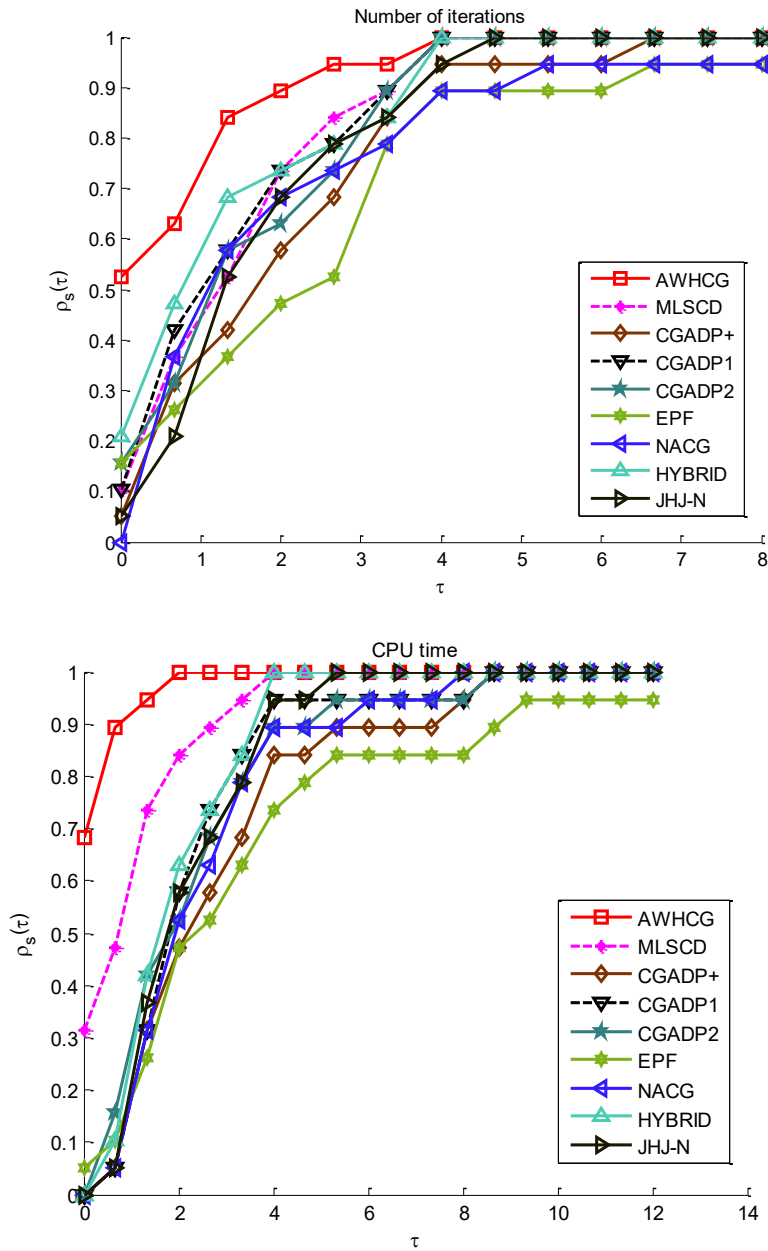 Number of iterations
1
0.9
0.8
0.7
0.6
0.5
0.4
0.3
0.2
0.1
0
ρs(τ)
0 1 2 3 4 5 6 7 8
τ
AWHCG
MLSCD
CGADP+
CGADP1
CGADP2
EPF
NACG
HYBRID
JHJ-N
CPU time
1
0.9
0.8
0.7
0.6
0.5
0.4
0.3
0.2
0.1
0
ρs(τ)
0 2 4 6 8 10 12 14
τ
AWHCG
MLSCD
CGADP+
CGADP1
CGADP2
EPF
NACG
HYBRID
JHJ-N